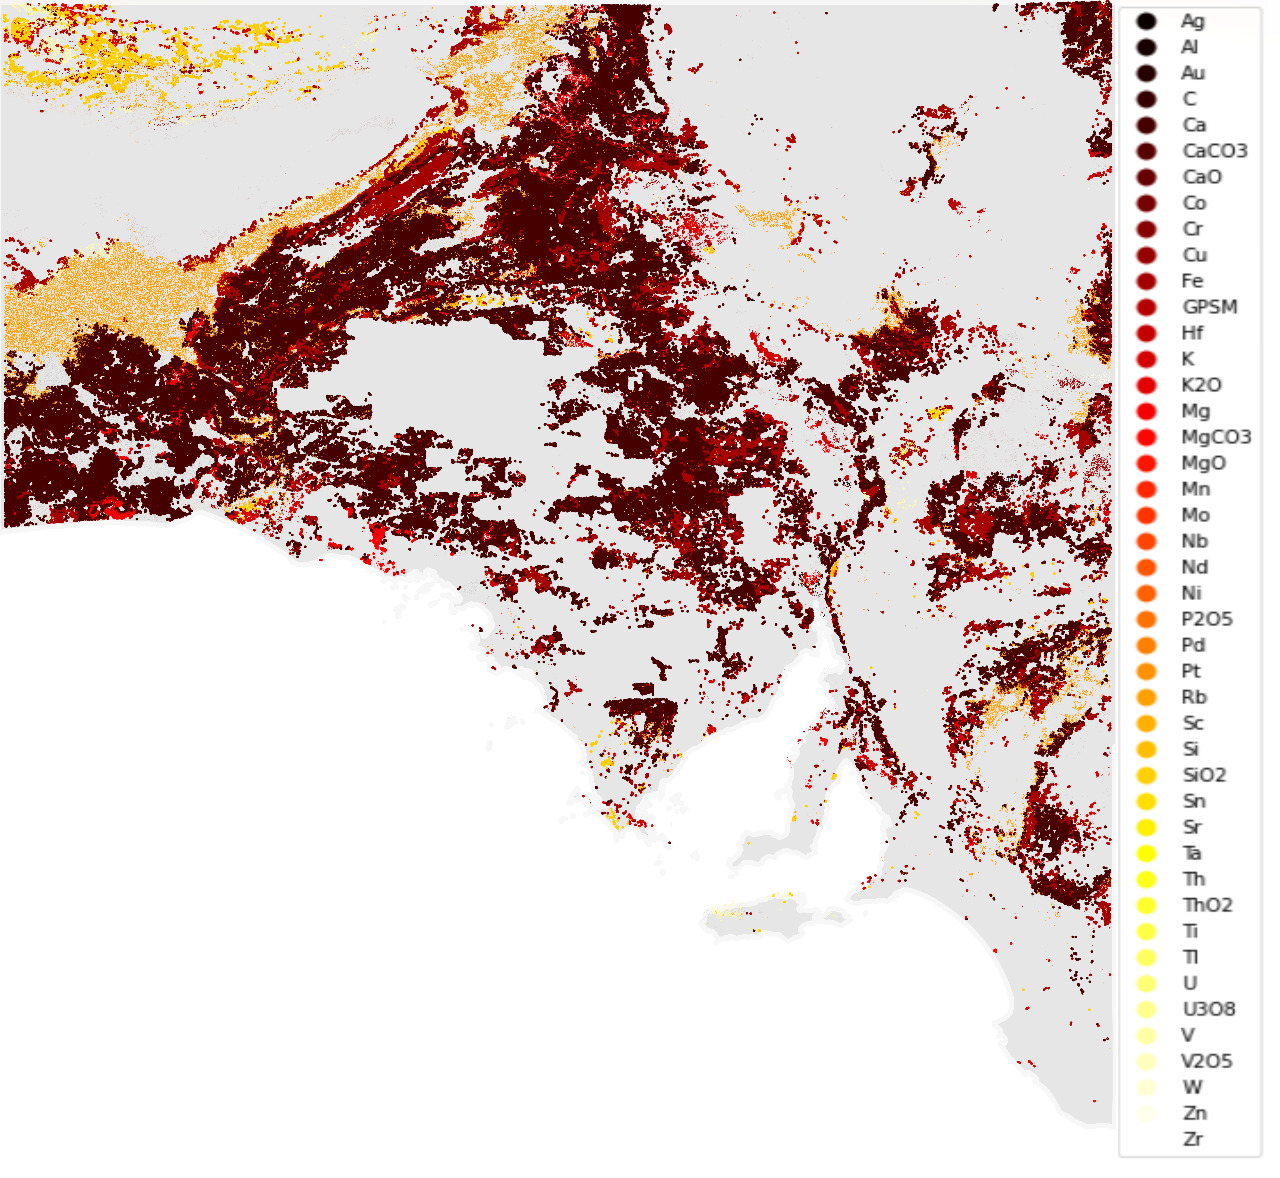 Ag
Al
Au
C
Ca
CaCO3
CaO
Co
Cr
Cu
Fe
GPSM
Hf
K
K2O
Mg
MgCO3
MgO
Mn
Mo
Nb
Nd
Ni
P2O5
Pd
Pt
Rb
Sc
Si
SiO2
Sn
Sr
Ta
Th
ThO2
Ti
Tl
U
U3O8
V
V2O5
W
Zn
Zr